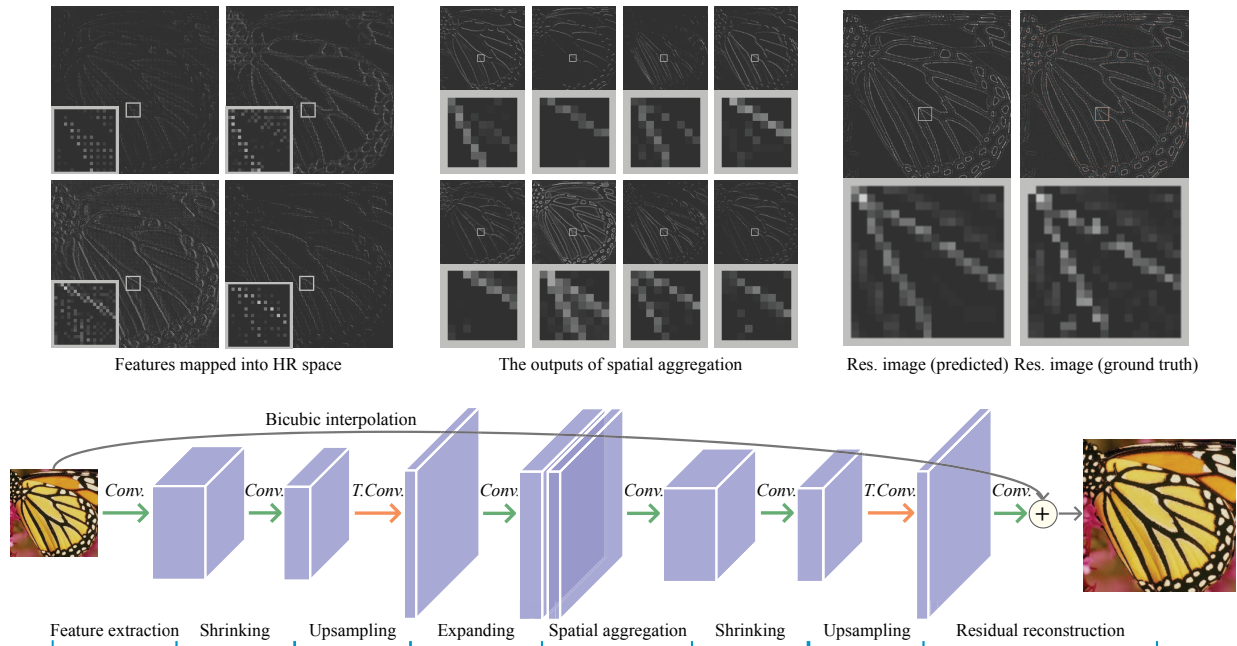 Features mapped into HR space
The outputs of spatial aggregation
Res. image (predicted) Res. image (ground truth)
Bicubic interpolation
Conv. Conv. T.Conv. Conv. Conv. Conv. T.Conv. Conv.
+
Feature extraction Shrinking Upsampling Expanding Spatial aggregation Shrinking Upsampling Residual reconstruction